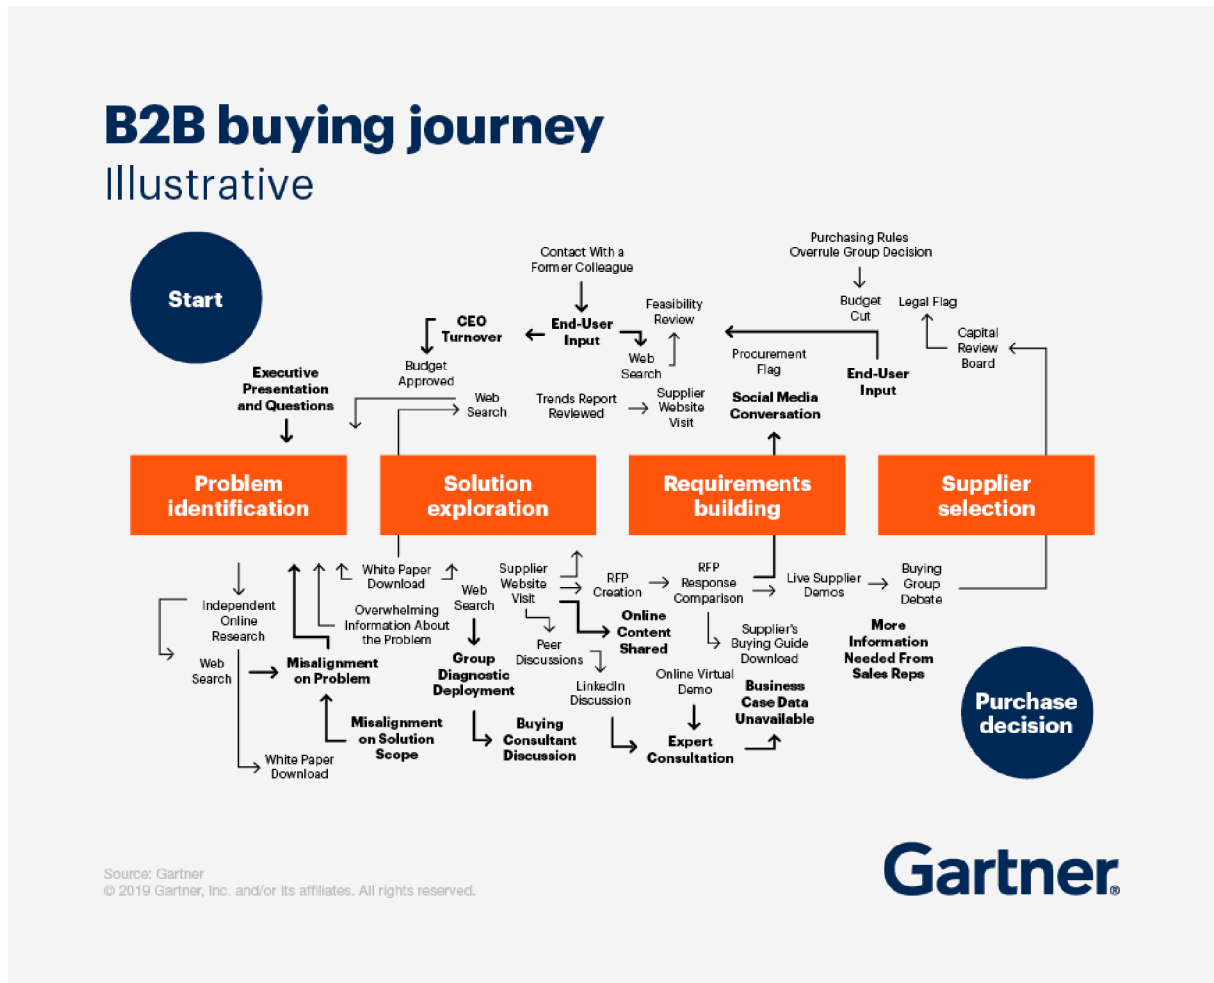 B2B buying journey
Illustrative
Start
Contact With a
Former Colleague
Purchasing Rules
Overrule Group Decision
CEO
Turnover
End-User
Input
Feasibility
Review
Budget
Cut
Legal Flag
Capital
Review
Board
Executive
Presentation
and Questions
Budget
Approved
Web
Search
Procurement
Flag
End-User
Input
Web
Search
Trends Report
Reviewed
Supplier
Website
Visit
Social Media
Conversation
Problem
identification
Solution
exploration
Requirements
building
Supplier
selection
White Paper
Download
Supplier
Website
Visit
RFP
Creation
RFP
Response
Comparison
Live Supplier
Demos
Buying
Group
Debate
Independent
Online
Research
Overwhelming
Information About
the Problem
Web
Search
Online
Content
Shared
Supplier's
Buying Guide
Download
More
Information
Needed From
Sales Reps
Web
Search
Misalignment
on Problem
Group
Diagnostic
Deployment
Peer
Discussions
LinkedIn
Discussion
Online Virtual
Demo
Business
Case Data
Unavailable
Misalignment
on Solution
Scope
Buying
Consultant
Discussion
Expert
Consultation
White Paper
Download
Purchase
decision
Source: Gartner
© 2019 Gartner, Inc. and/or its affiliates. All rights reserved.
Gartner®